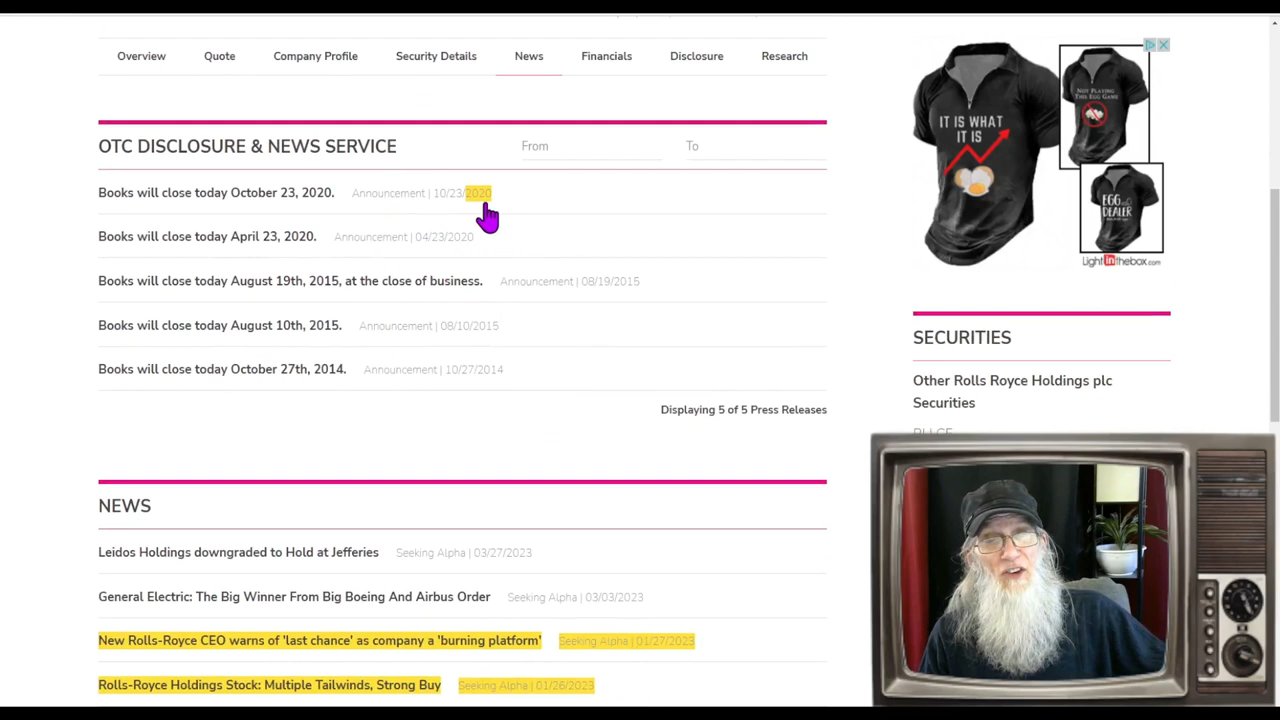 Overview Quote Company Profile Security Details News Financials Disclosure Research
OTC DISCLOSURE & NEWS SERVICE From To
Books will close today October 23, 2020. Announcement | 10/23/2020
Books will close today April 23, 2020. Announcement | 04/23/2020
Books will close today August 19th, 2015, at the close of business. Announcement | 08/19/2015
Books will close today August 10th, 2015. Announcement | 08/10/2015
Books will close today October 27th, 2014. Announcement | 10/27/2014
Displaying 5 of 5 Press Releases
NEWS
Leidos Holdings downgraded to Hold at Jefferies Seeking Alpha | 03/27/2023
General Electric: The Big Winner From Big Boeing And Airbus Order Seeking Alpha | 03/03/2023
New Rolls-Royce CEO warns of 'last chance' as company a 'burning platform' Seeking Alpha | 01/27/2023
Rolls-Royce Holdings Stock: Multiple Tailwinds, Strong Buy Seeking Alpha | 01/26/2023
IT IS WHAT
IT IS
NOT PLAYING
THIS EGG GAME
EGG
DEALER
Lightinthebox.com
SECURITIES
Other Rolls Royce Holdings plc
Securities